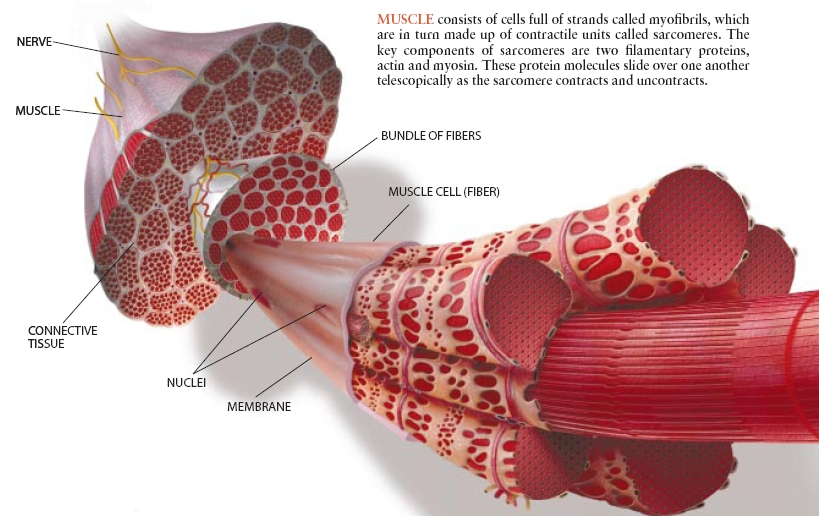 MUSCLE consists of cells full of strands called myofibrils, which
are in turn made up of contractile units called sarcomeres. The
key components of sarcomeres are two filamentary proteins,
actin and myosin. These protein molecules slide over one another
telescopically as the sarcomere contracts and uncontracts.
NERVE
MUSCLE
BUNDLE OF FIBERS
MUSCLE CELL (FIBER)
CONNECTIVE
TISSUE
NUCLEI
MEMBRANE